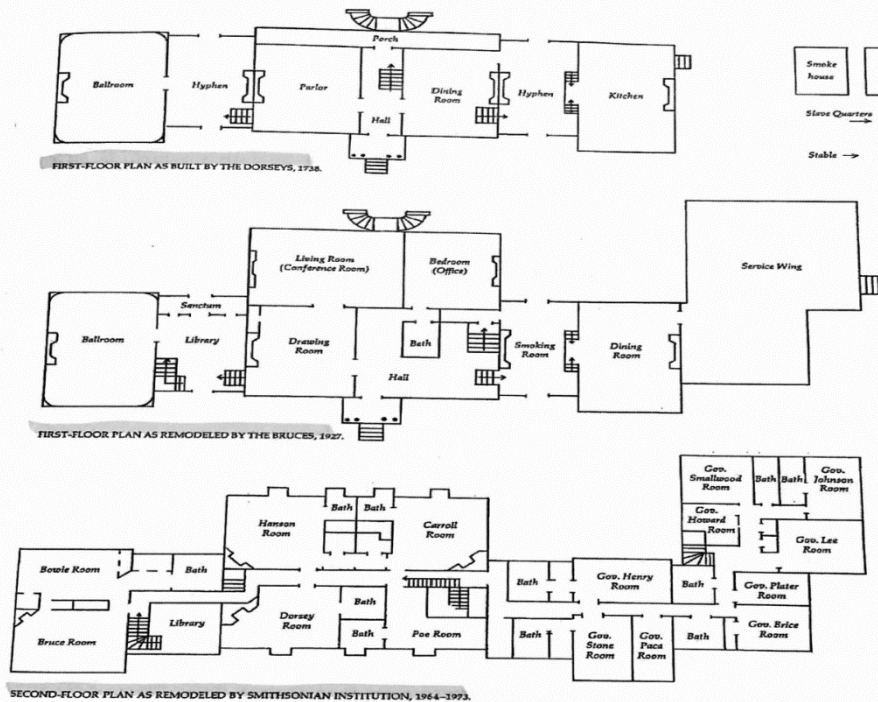 Porch
Ballroom
Hyphen
Parlor
Dining
Room
Hyphen
Kitchen
Hall
Smoke
house
Slave Quarters
Stable
FIRST-FLOOR PLAN AS BUILT BY THE DORSEYS, 1738.
Living Room
(Conference Room)
Bedroom
(Office)
Service Wing
Sanctum
Ballroom
Library
Drawing
Room
Bath
Smoking
Room
Dining
Room
Hall
FIRST-FLOOR PLAN AS REMODELED BY THE BRUCES, 1927.
Gov.
Smallwood
Room
Bath
Bath
Gov.
Johnson
Room
Hanson
Room
Bath
Bath
Carroll
Room
Gov.
Howard
Room
Gov. Lee
Room
Bowie Room
Bath
Bath
Gov. Henry
Room
Bath
Gov. Plater
Room
Bruce Room
Library
Dorsey
Room
Bath
Bath
Poe Room
Bath
Gov.
Stone
Room
Gov.
Paca
Room
Bath
Gov. Brice
Room
SECOND-FLOOR PLAN AS REMODELED BY SMITHSONIAN INSTITUTION, 1964–1973.